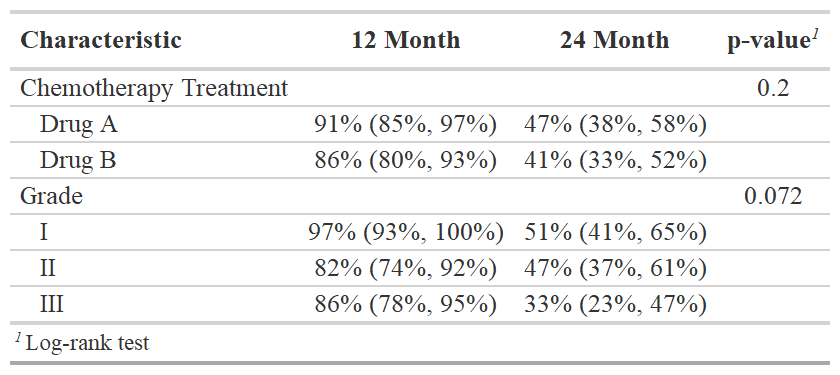 Characteristic 12 Month 24 Month p-value1
Chemotherapy Treatment 0.2
Drug A 91% (85%, 97%) 47% (38%, 58%)
Drug B 86% (80%, 93%) 41% (33%, 52%)
Grade 0.072
I 97% (93%, 100%) 51% (41%, 65%)
II 82% (74%, 92%) 47% (37%, 61%)
III 86% (78%, 95%) 33% (23%, 47%)
1 Log-rank test